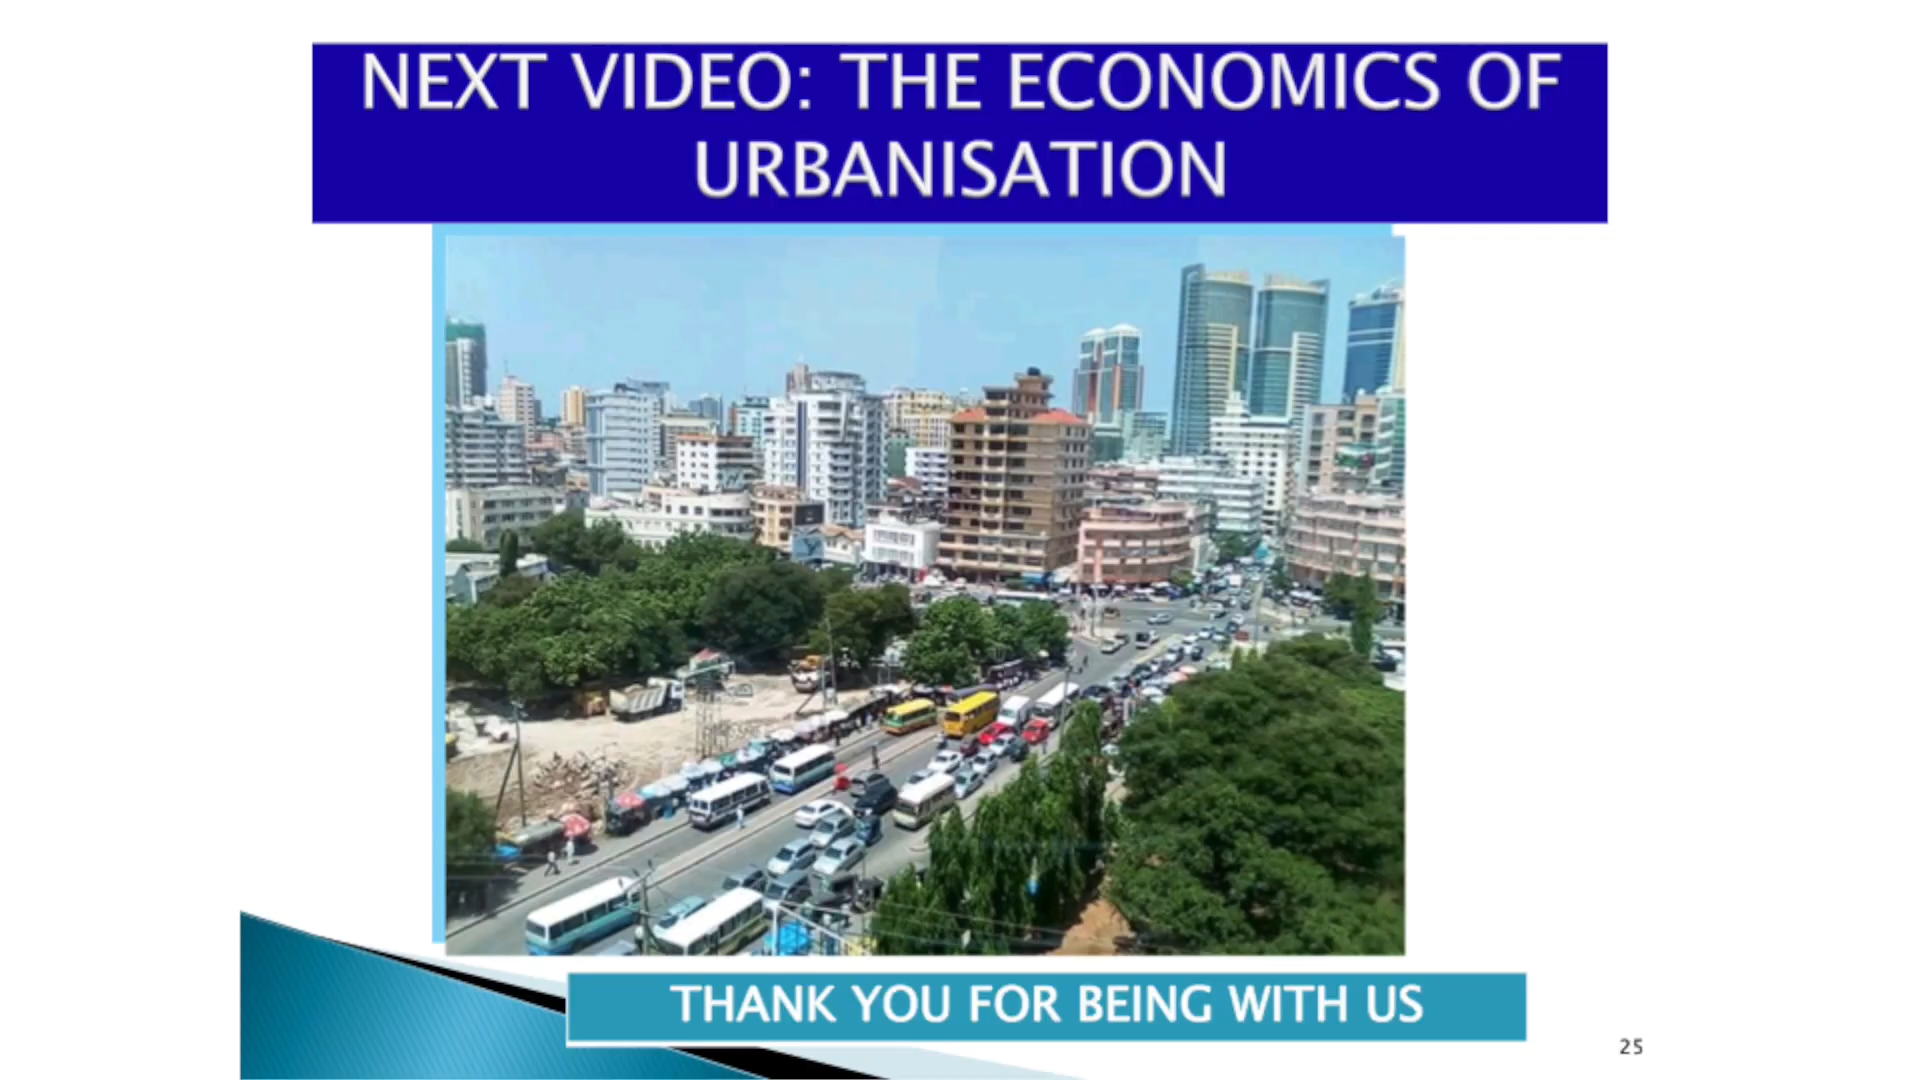 NEXT VIDEO: THE ECONOMICS OF
URBANISATION
THANK YOU FOR BEING WITH US
25